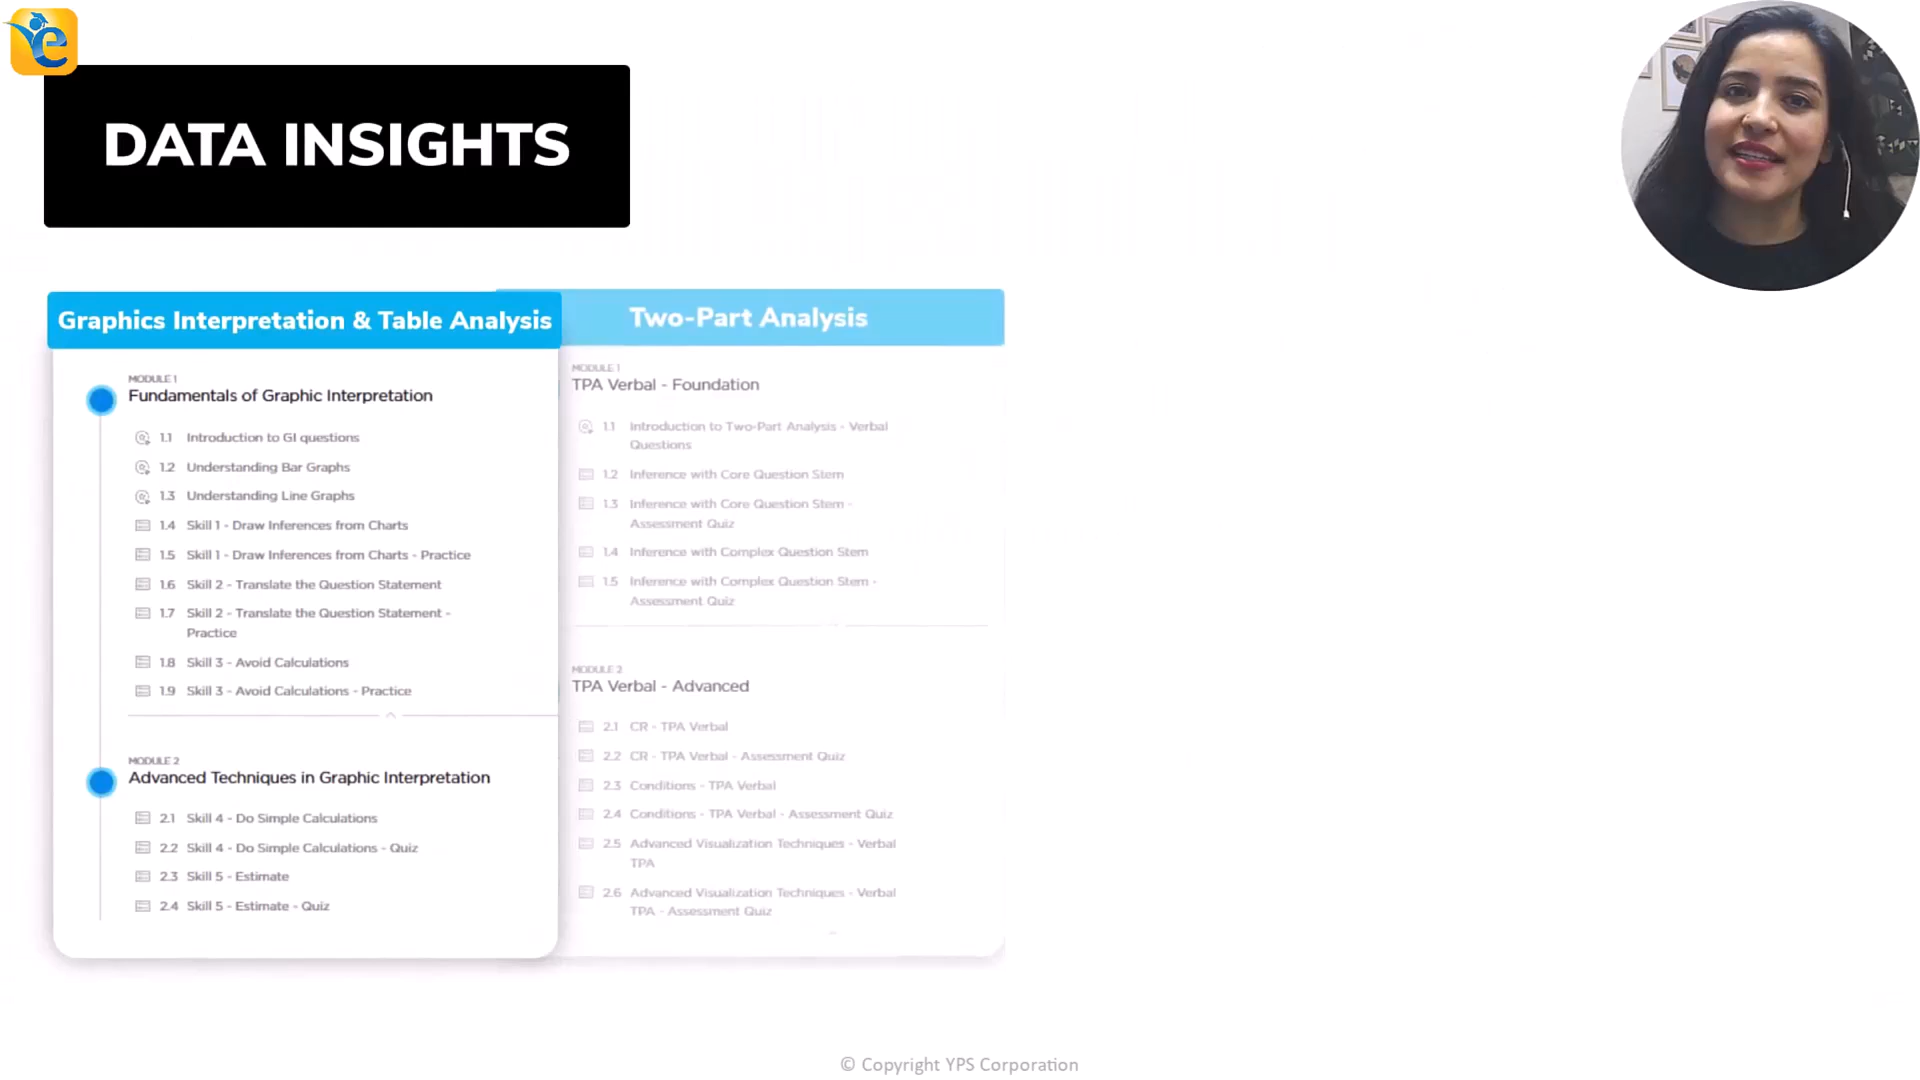 e
DATA INSIGHTS
Graphics Interpretation & Table Analysis
MODULE 1
Fundamentals of Graphic Interpretation
1.1 Introduction to GI questions
1.2 Understanding Bar Graphs
1.3 Understanding Line Graphs
1.4 Skill 1 - Draw Inferences from Charts
1.5 Skill 1 - Draw Inferences from Charts - Practice
1.6 Skill 2 - Translate the Question Statement
1.7 Skill 2 - Translate the Question Statement -
Practice
1.8 Skill 3 - Avoid Calculations
1.9 Skill 3 - Avoid Calculations - Practice
MODULE 2
Advanced Techniques in Graphic Interpretation
2.1 Skill 4 - Do Simple Calculations
2.2 Skill 4 - Do Simple Calculations - Quiz
2.3 Skill 5 - Estimate
2.4 Skill 5 - Estimate - Quiz
Two-Part Analysis
MODULE 1
TPA Verbal - Foundation
1.1 Introduction to Two-Part Analysis - Verbal
Questions
1.2 Inference with Core Question Stem
1.3 Inference with Core Question Stem -
Assessment Quiz
1.4 Inference with Complex Question Stem
1.5 Inference with Complex Question Stem -
Assessment Quiz
MODULE 2
TPA Verbal - Advanced
2.1 CR - TPA Verbal
2.2 CR - TPA Verbal - Assessment Quiz
2.3 Conditions - TPA Verbal
2.4 Conditions - TPA Verbal - Assessment Quiz
2.5 Advanced Visualization Techniques - Verbal
TPA
2.6 Advanced Visualization Techniques - Verbal
TPA - Assessment Quiz
© Copyright YPS Corporation